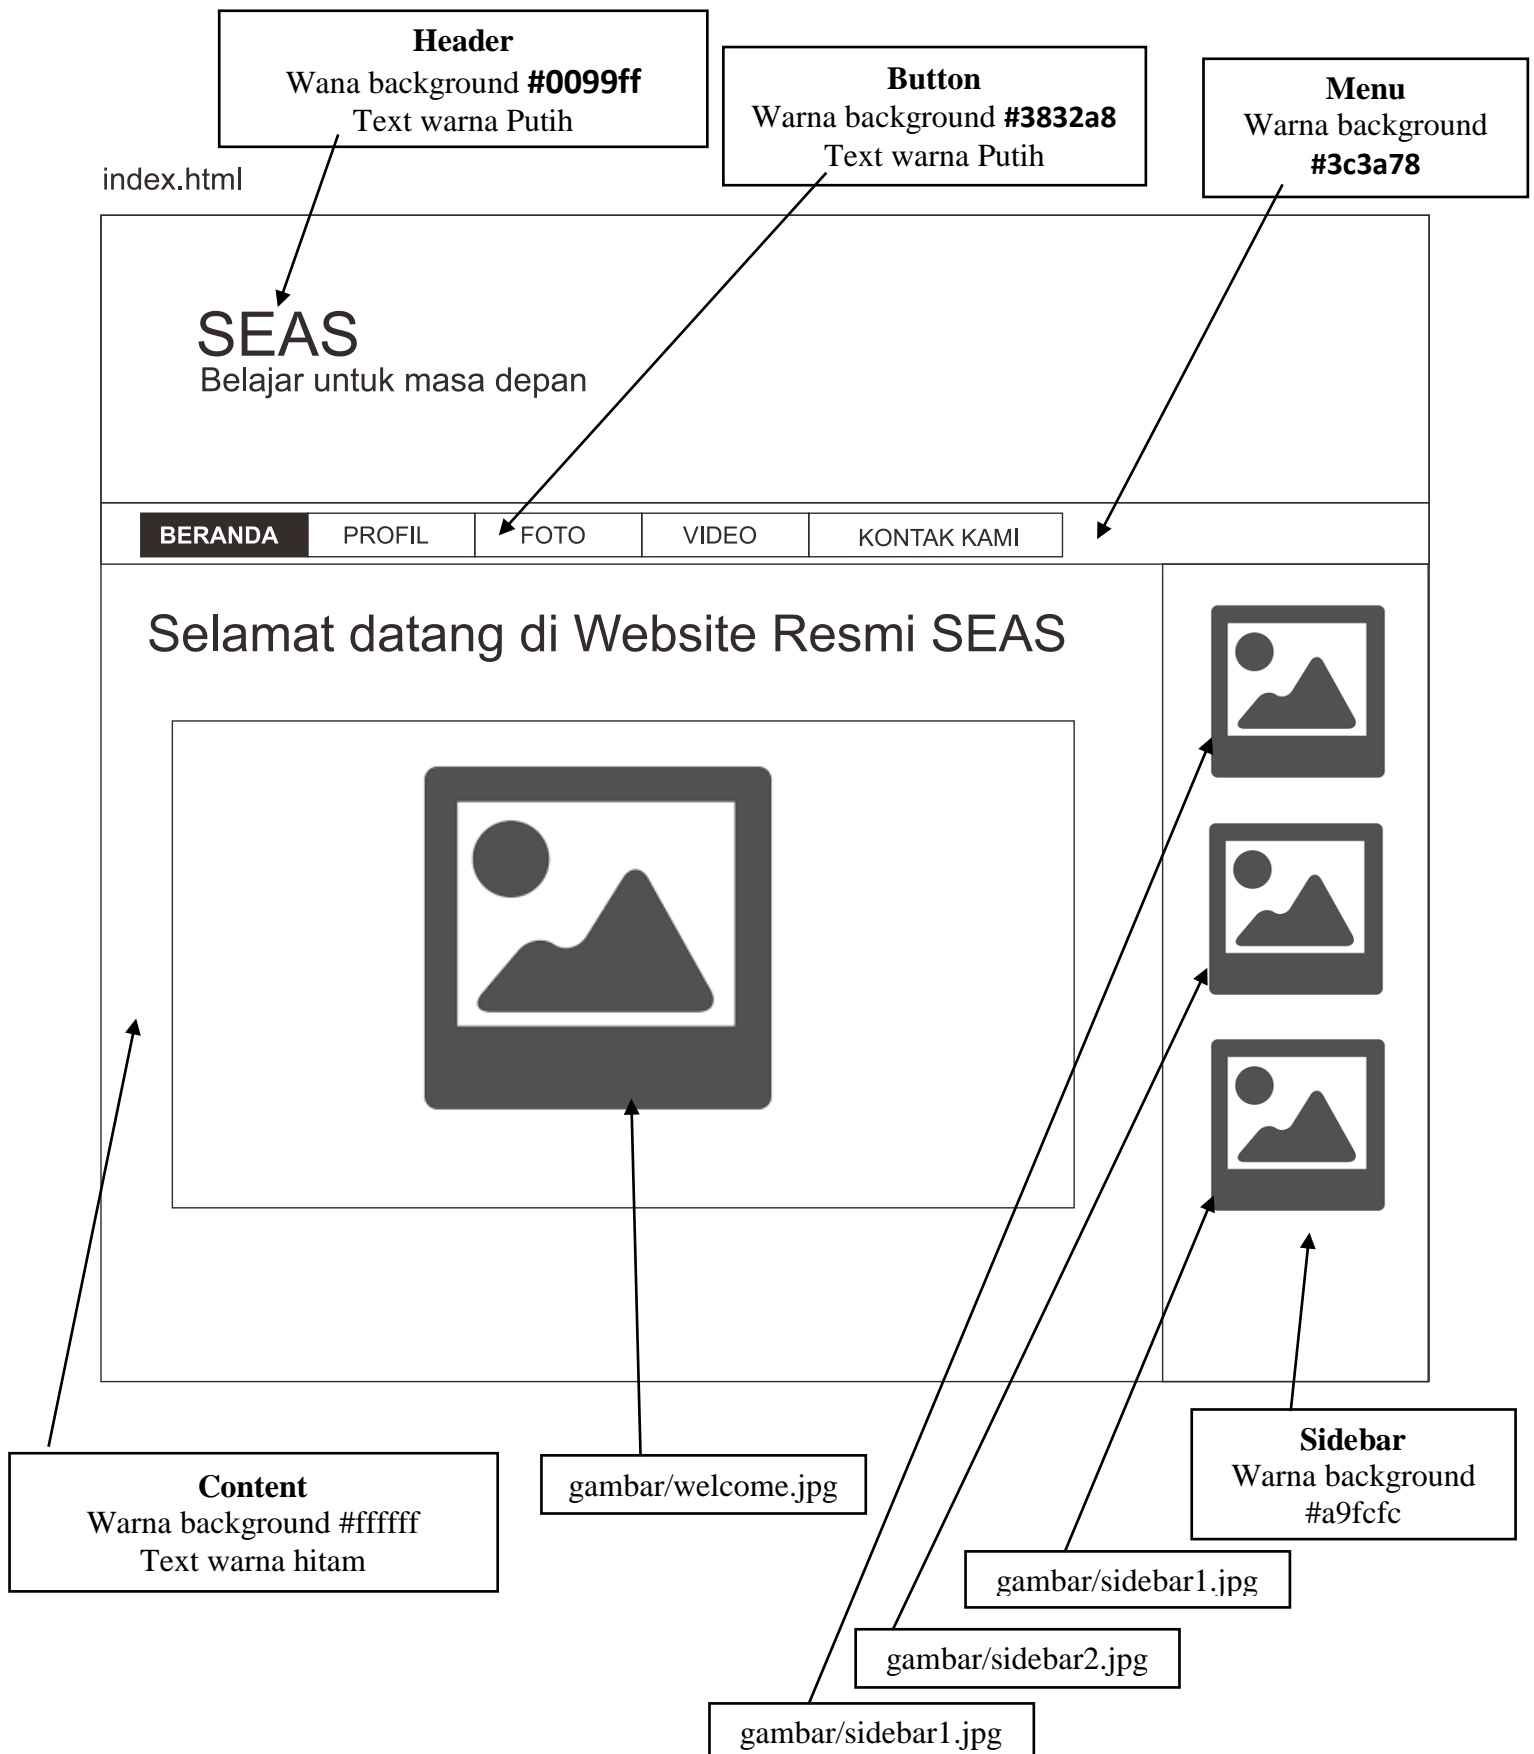 Header
Wana background #0099ff
Text warna Putih
Button
Warna background #3832a8
Text warna Putih
Menu
Warna background
#3c3a78
index.html
SEAS
Belajar untuk masa depan
BERANDA PROFIL FOTO VIDEO KONTAK KAMI
Selamat datang di Website Resmi SEAS
Content
Warna background #ffffff
Text warna hitam
gambar/welcome.jpg
Sidebar
Warna background
#a9fcfc
gambar/sidebar1.jpg
gambar/sidebar2.jpg
gambar/sidebar1.jpg